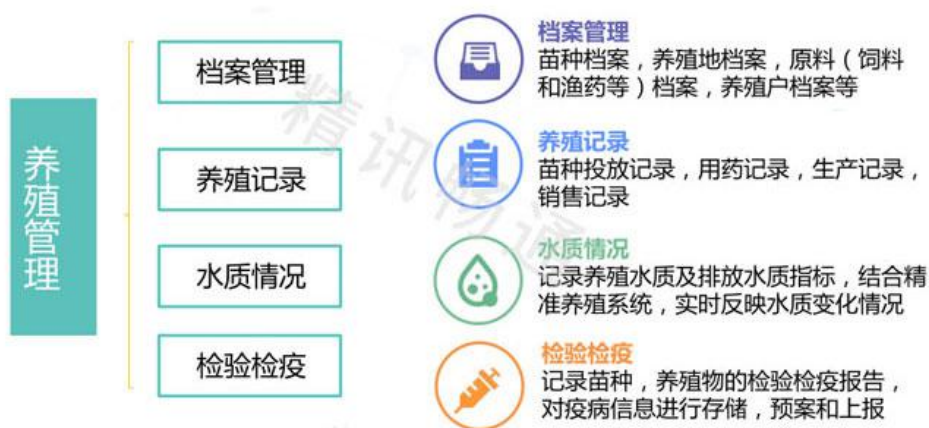 养殖管理
档案管理
养殖记录
水质情况
检验检疫
档案管理
苗种档案，养殖地档案，原料（饲料
和渔药等）档案，养殖户档案等
养殖记录
苗种投放记录，用药记录，生产记录，
销售记录
水质情况
记录养殖水质及排放水质指标，结合精
准养殖系统，实时反映水质变化情况
检验检疫
记录苗种，养殖物的检验检疫报告，
对疫病信息进行存储，预案和上报
精讯畅通